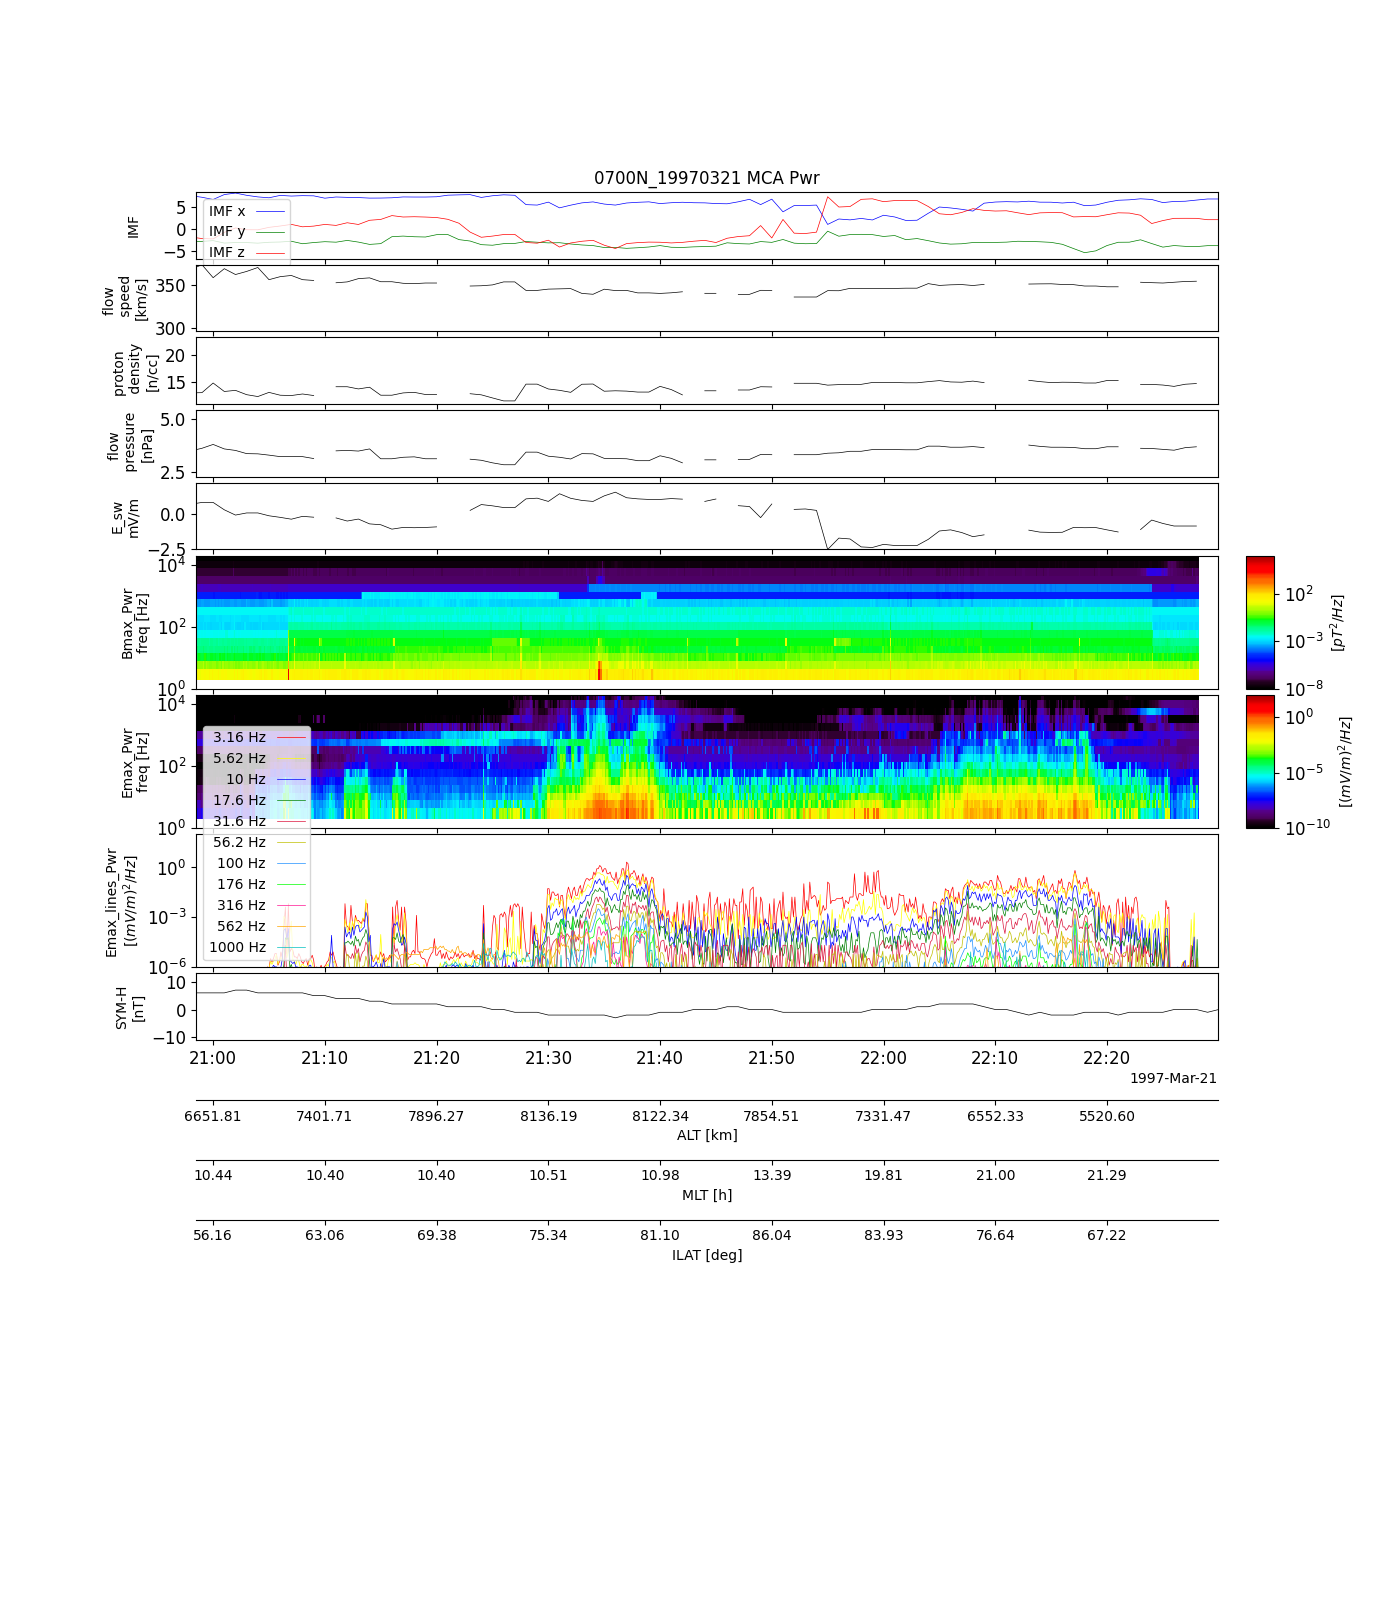 0700N_19970321 MCA Pwr
IMF
5
0
−5
IMF x
IMF y
IMF z
flow
speed
[km/s]
350
300
proton
density
[n/cc]
20
15
flow
pressure
[nPa]
5.0
2.5
E_sw
mV/m
0.0
−2.5
Bmax_Pwr
freq [Hz]
10^4
10^2
10^0
10^2
10^-3
10^-8
[pT^2/Hz]
Emax_Pwr
freq [Hz]
10^4
10^2
10^0
10^0
10^-5
10^-10
[(mV/m)^2/Hz]
3.16 Hz
5.62 Hz
10 Hz
17.6 Hz
31.6 Hz
56.2 Hz
100 Hz
176 Hz
316 Hz
562 Hz
1000 Hz
Emax_lines_Pwr
[(mV/m)^2/Hz]
10^0
10^-3
10^-6
SYM-H
[nT]
10
0
−10
21:00 21:10 21:20 21:30 21:40 21:50 22:00 22:10 22:20
1997-Mar-21
6651.81 7401.71 7896.27 8136.19 8122.34 7854.51 7331.47 6552.33 5520.60
ALT [km]
10.44 10.40 10.40 10.51 10.98 13.39 19.81 21.00 21.29
MLT [h]
56.16 63.06 69.38 75.34 81.10 86.04 83.93 76.64 67.22
ILAT [deg]